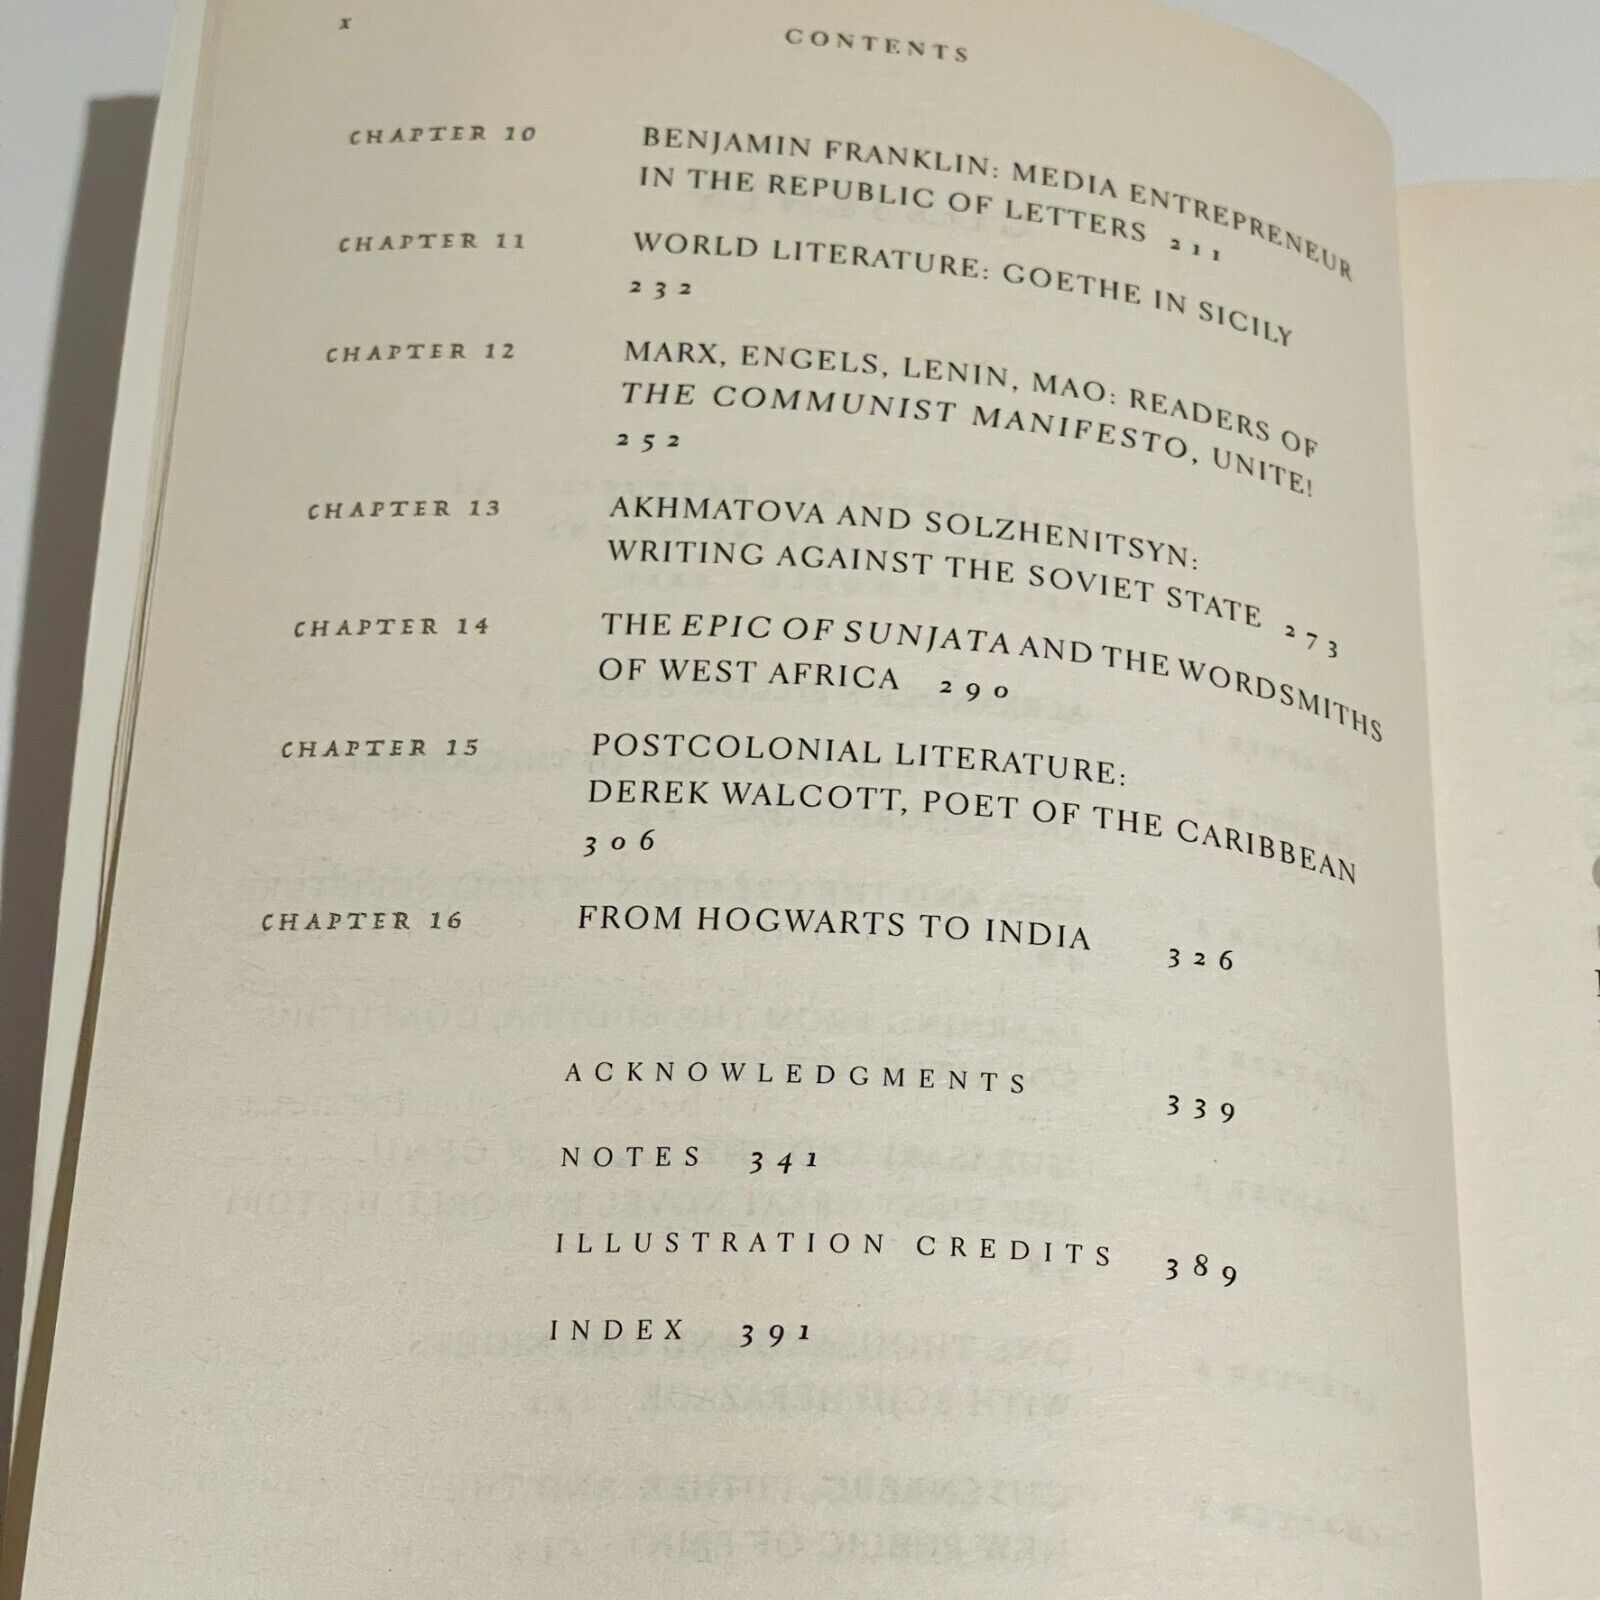 x
CONTENTS
CHAPTER 10
BENJAMIN FRANKLIN: MEDIA ENTREPRENEUR
IN THE REPUBLIC OF LETTERS 211
CHAPTER 11
WORLD LITERATURE: GOETHE IN SICILY
232
CHAPTER 12
MARX, ENGELS, LENIN, MAO: READERS OF
THE COMMUNIST MANIFESTO, UNITE!
252
CHAPTER 13
AKHMATOVA AND SOLZHENITSYN:
WRITING AGAINST THE SOVIET STATE 273
CHAPTER 14
THE EPIC OF SUNJATA AND THE WORDSMITHS
OF WEST AFRICA 290
CHAPTER 15
POSTCOLONIAL LITERATURE:
DEREK WALCOTT, POET OF THE CARIBBEAN
306
CHAPTER 16
FROM HOGWARTS TO INDIA 326
ACKNOWLEDGMENTS 339
NOTES 341
ILLUSTRATION CREDITS 389
INDEX 391